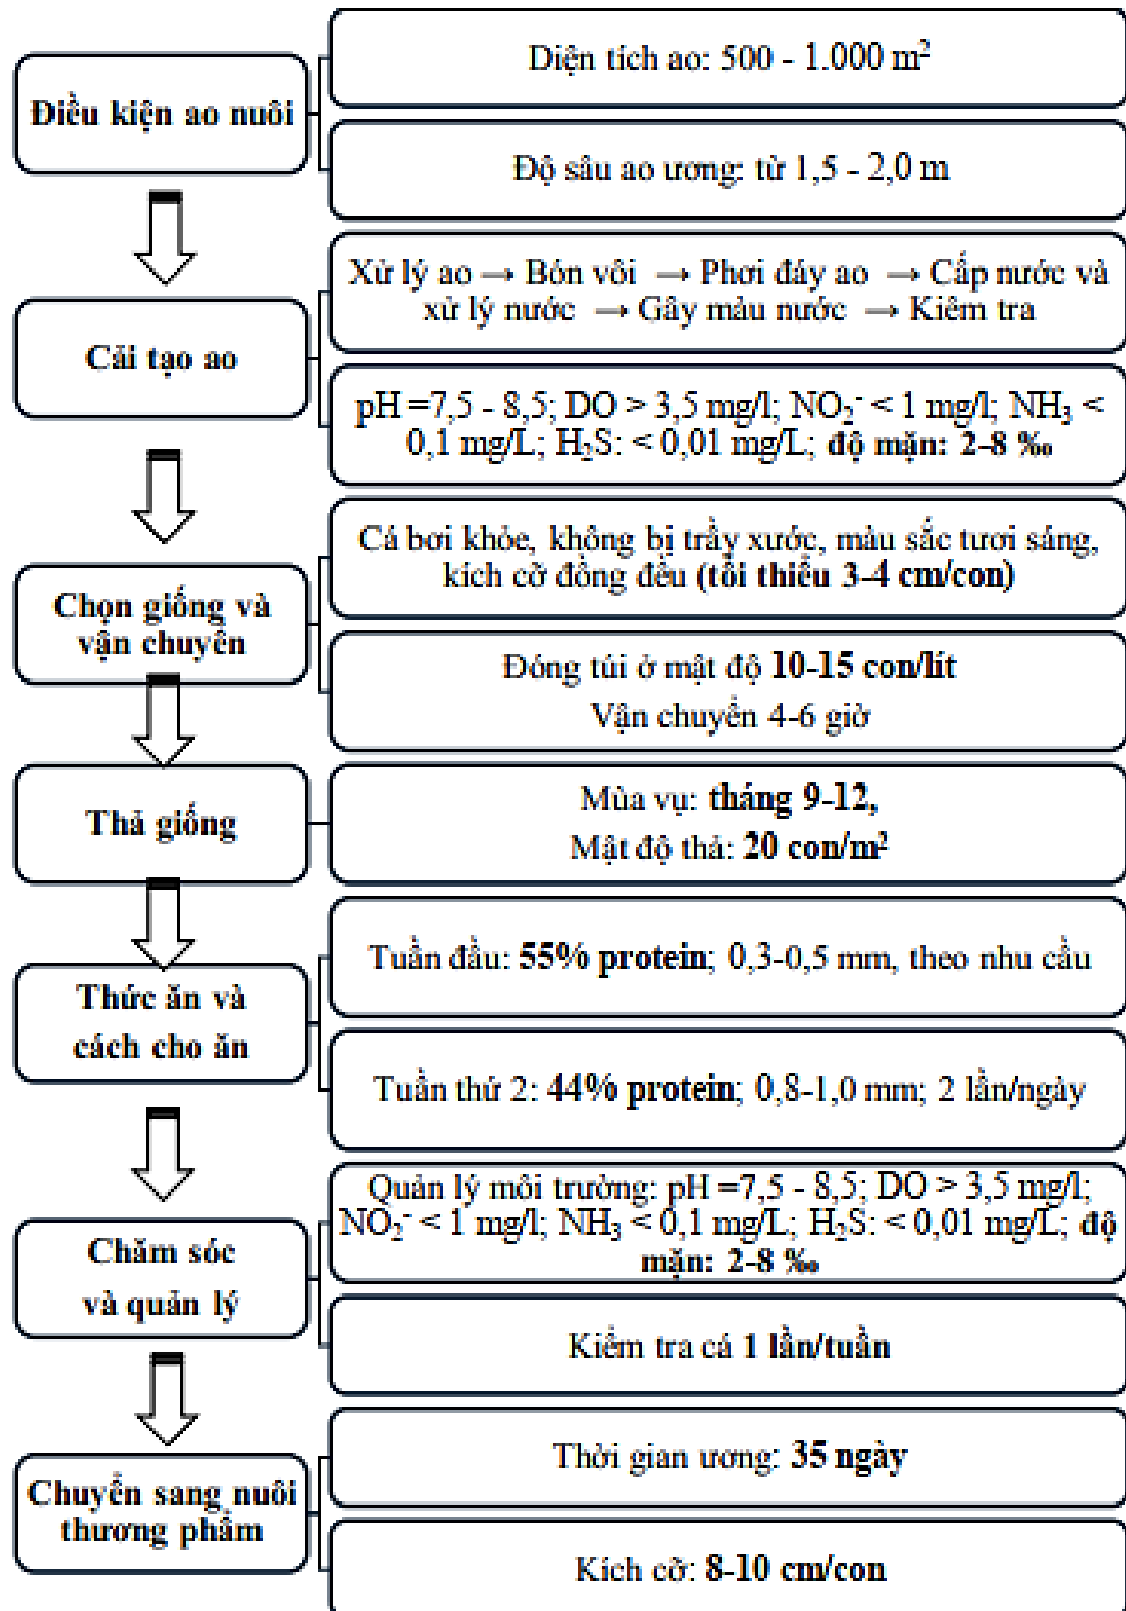 Điều kiện ao nuôi
Diện tích ao: 500 - 1.000 m²
Độ sâu ao ương: từ 1,5 - 2,0 m
Cải tạo ao
Xử lý ao → Bón vôi → Phơi đáy ao → Cấp nước và
xử lý nước → Gây màu nước → Kiểm tra
pH =7,5 - 8,5; DO > 3,5 mg/l; NO₂⁻ < 1 mg/l; NH₃ <
0,1 mg/L; H₂S: < 0,01 mg/L; độ mặn: 2-8 ‰
Chọn giống và
vận chuyển
Cá bơi khỏe, không bị trầy xước, màu sắc tươi sáng,
kích cỡ đồng đều (tối thiểu 3-4 cm/con)
Đóng túi ở mật độ 10-15 con/lít
Vận chuyển 4-6 giờ
Thả giống
Mùa vụ: tháng 9-12,
Mật độ thả: 20 con/m²
Thức ăn và
cách cho ăn
Tuần đầu: 55% protein; 0,3-0,5 mm, theo nhu cầu
Tuần thứ 2: 44% protein; 0,8-1,0 mm; 2 lần/ngày
Chăm sóc
và quản lý
Quản lý môi trường: pH =7,5 - 8,5; DO > 3,5 mg/l;
NO₂⁻ < 1 mg/l; NH₃ < 0,1 mg/L; H₂S: < 0,01 mg/L; độ
mặn: 2-8 ‰
Kiểm tra cá 1 lần/tuần
Chuyển sang nuôi
thương phẩm
Thời gian ương: 35 ngày
Kích cỡ: 8-10 cm/con